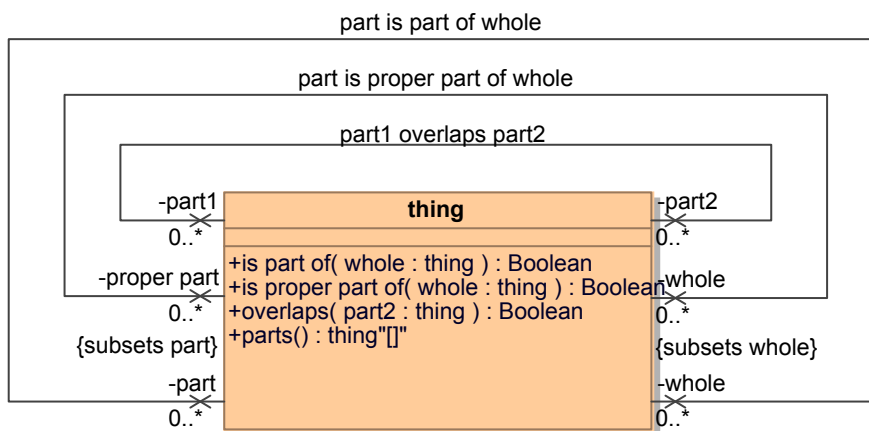 part is part of whole
part is proper part of whole
part1 overlaps part2
-part1
thing
-part2
0..*
0..*
+is part of( whole : thing ) : Boolean
-proper part
+is proper part of( whole : thing ) : Boolean
-whole
0..*
+overlaps( part2 : thing ) : Boolean
0..*
{subsets part}
+parts() : thing"[]"
{subsets whole}
-part
-whole
0..*
0..*